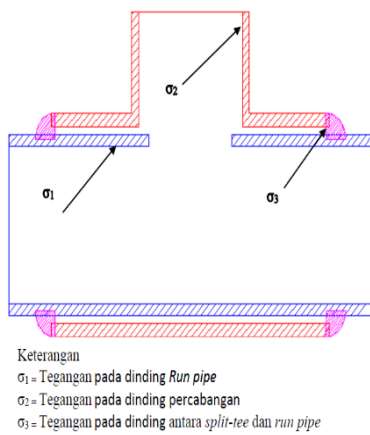 σ2
σ1
σ3
Keterangan
σ1 = Tegangan pada dinding Run pipe
σ2 = Tegangan pada dinding percabangan
σ3 = Tegangan pada dinding antara split-tee dan run pipe